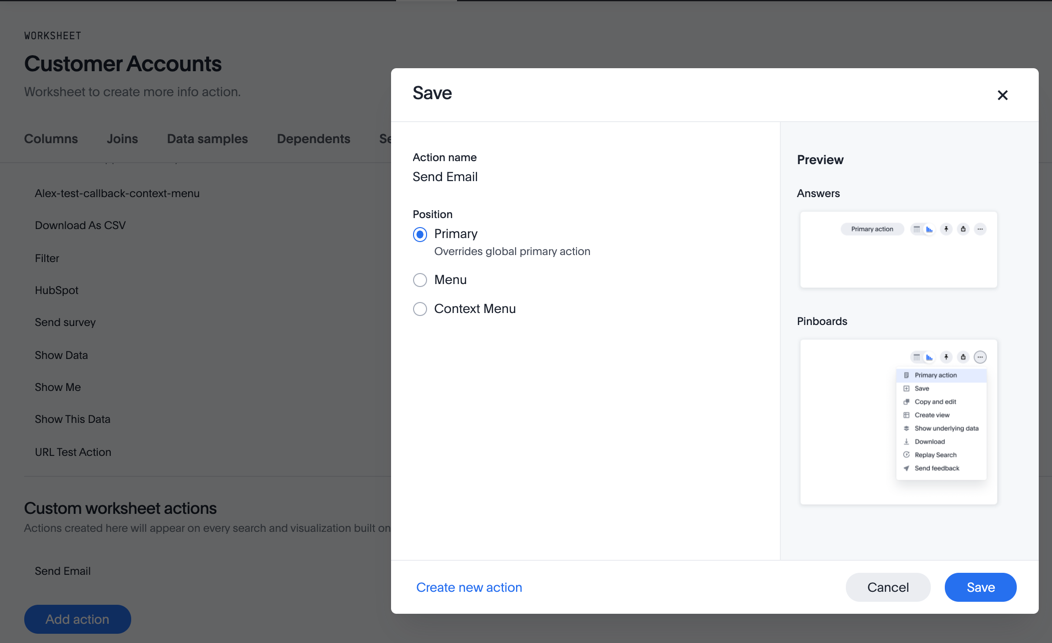 WORKSHEET
Customer Accounts
Worksheet to create more info action.
Columns Joins Data samples Dependents Se
Alex-test-callback-context-menu
Download As CSV
Filter
HubSpot
Send survey
Show Data
Show Me
Show This Data
URL Test Action
Custom worksheet actions
Actions created here will appear on every search and visualization built on
Send Email
Add action
Save
Action name
Send Email
Position
Primary
Overrides global primary action
Menu
Context Menu
Preview
Answers
Primary action
Pinboards
Primary action
Save
Copy and edit
Create view
Show underlying data
Download
Replay Search
Send feedback
Create new action
Cancel
Save